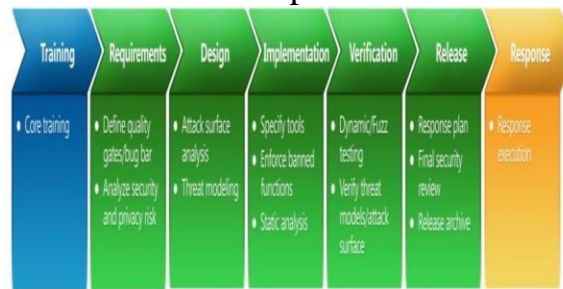 Training
Requirements
Design
Implementation
Verification
Release
Response
• Core training
• Define quality
gates/bug bar
• Analyze security
and privacy risk
• Attack surface
analysis
• Threat modeling
• Specify tools
• Enforce banned
functions
• Static analysis
• Dynamic/Fuzz
testing
• Verify threat
models/attack
surface
• Response plan
• Final security
review
• Release archive
• Response
execution